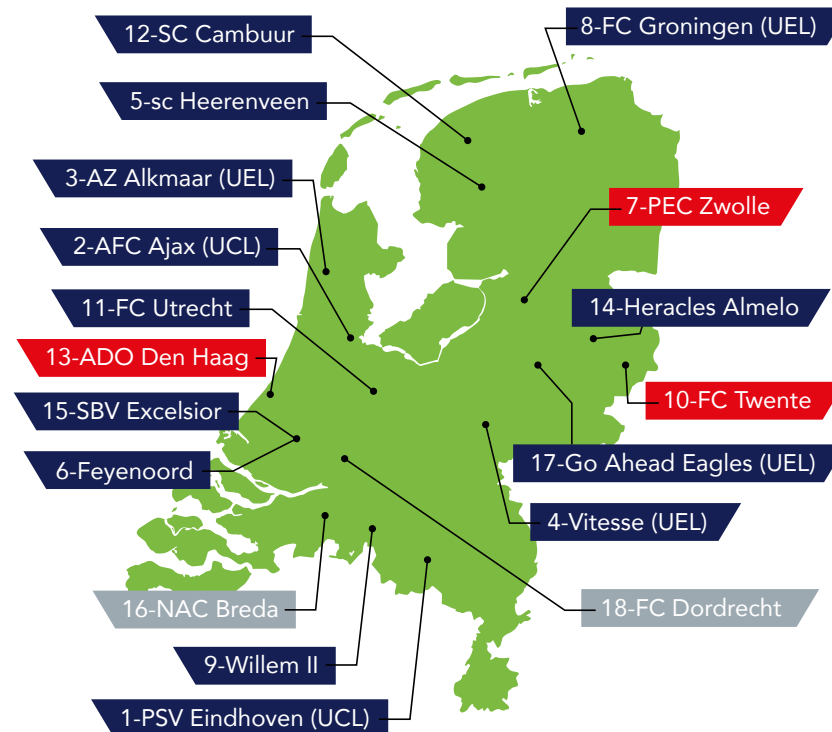 8-FC Groningen (UEL)
12-SC Cambuur
5-sc Heerenveen
3-AZ Alkmaar (UEL)
7-PEC Zwolle
2-AFC Ajax (UCL)
11-FC Utrecht
14-Heracles Almelo
13-ADO Den Haag
10-FC Twente
15-SBV Excelsior
6-Feyenoord
17-Go Ahead Eagles (UEL)
4-Vitesse (UEL)
16-NAC Breda
18-FC Dordrecht
9-Willem II
1-PSV Eindhoven (UCL)